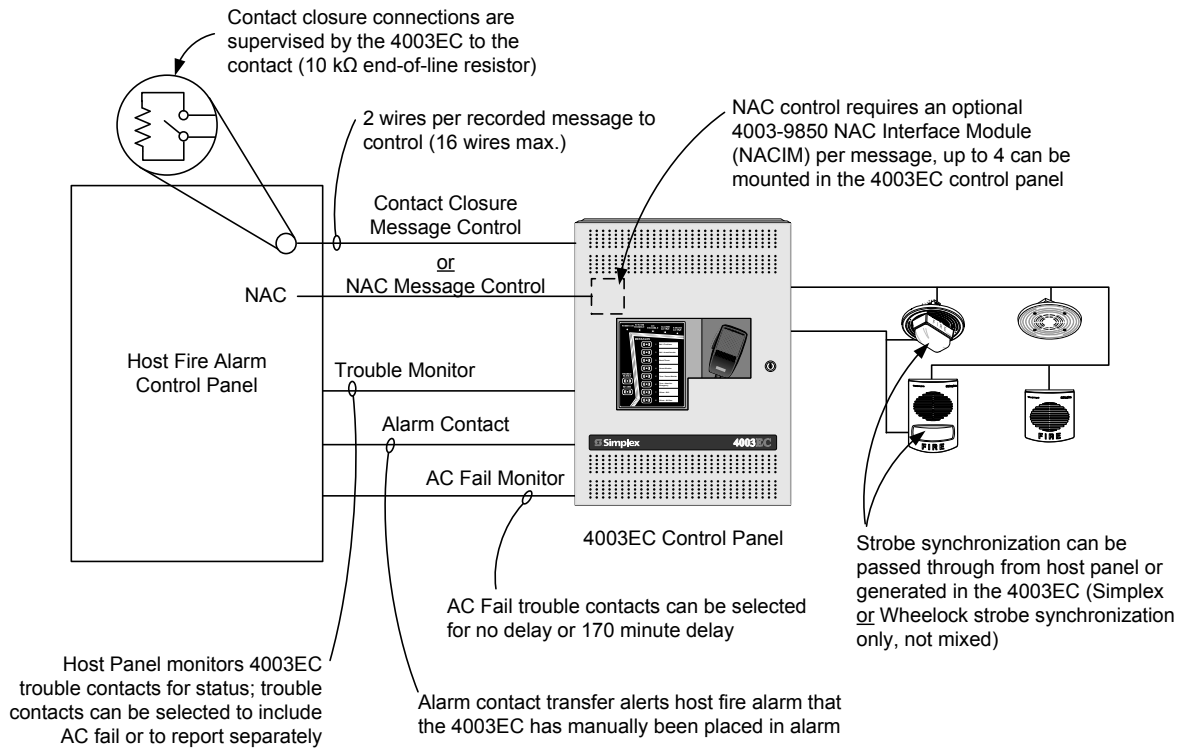 Contact closure connections are
supervised by the 4003EC to the
contact (10 kΩ end-of-line resistor)
2 wires per recorded message to
control (16 wires max.)
NAC control requires an optional
4003-9850 NAC Interface Module
(NACIM) per message, up to 4 can be
mounted in the 4003EC control panel
Contact Closure
Message Control
or
NAC
NAC Message Control
Host Fire Alarm
Control Panel
Trouble Monitor
Alarm Contact
AC Fail Monitor
Simplex
4003EC
FIRE
FIRE
4003EC Control Panel
Strobe synchronization can be
passed through from host panel or
generated in the 4003EC (Simplex
or Wheelock strobe synchronization
only, not mixed)
AC Fail trouble contacts can be selected
for no delay or 170 minute delay
Host Panel monitors 4003EC
trouble contacts for status; trouble
contacts can be selected to include
AC fail or to report separately
Alarm contact transfer alerts host fire alarm that
the 4003EC has manually been placed in alarm